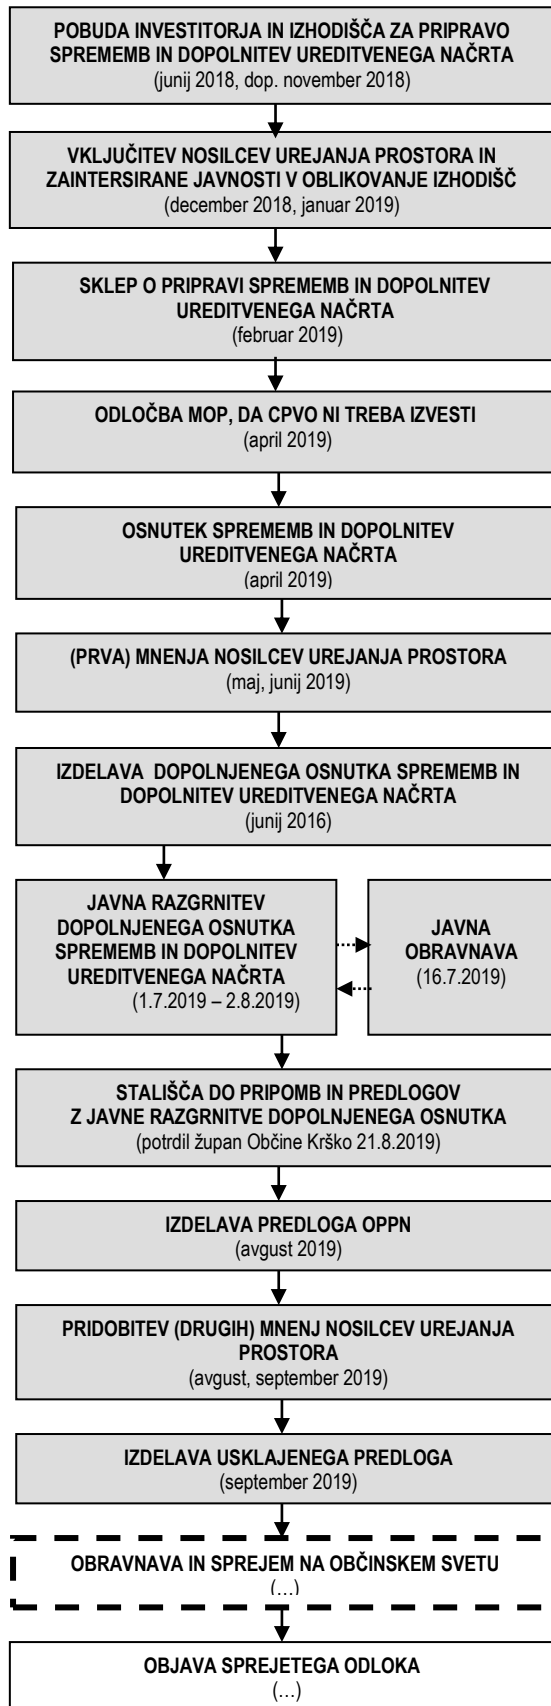 POBUDA INVESTITORJA IN IZHODIŠČA ZA PRIPRAVO
SPREMEMB IN DOPOLNITEV UREDITVENEGA NAČRTA
(junij 2018, dop. november 2018)
VKLJUČITEV NOSILCEV UREJANJA PROSTORA IN
ZAINTERSIRANE JAVNOSTI V OBLIKOVANJE IZHODIŠČ
(december 2018, januar 2019)
SKLEP O PRIPRAVI SPREMEMB IN DOPOLNITEV
UREDITVENEGA NAČRTA
(februar 2019)
ODLOČBA MOP, DA CPVO NI TREBA IZVESTI
(april 2019)
OSNUTEK SPREMEMB IN DOPOLNITEV
UREDITVENEGA NAČRTA
(april 2019)
(PRVA) MNENJA NOSILCEV UREJANJA PROSTORA
(maj, junij 2019)
IZDELAVA DOPOLNJENEGA OSNUTKA SPREMEMB IN
DOPOLNITEV UREDITVENEGA NAČRTA
(junij 2016)
JAVNA RAZGRNITEV
DOPOLNJENEGA OSNUTKA
SPREMEMB IN DOPOLNITEV
UREDITVENEGA NAČRTA
(1.7.2019 – 2.8.2019)
JAVNA
OBRAVNAVA
(16.7.2019)
STALIŠČA DO PRIPOMB IN PREDLOGOV
Z JAVNE RAZGRNITVE DOPOLNJENEGA OSNUTKA
(potrdil župan Občine Krško 21.8.2019)
IZDELAVA PREDLOGA OPPN
(avgust 2019)
PRIDOBITEV (DRUGIH) MNENJ NOSILCEV UREJANJA
PROSTORA
(avgust, september 2019)
IZDELAVA USKLAJENEGA PREDLOGA
(september 2019)
OBRAVNAVA IN SPREJEM NA OBČINSKEM SVETU
(…)
OBJAVA SPREJETEGA ODLOKA
(…)